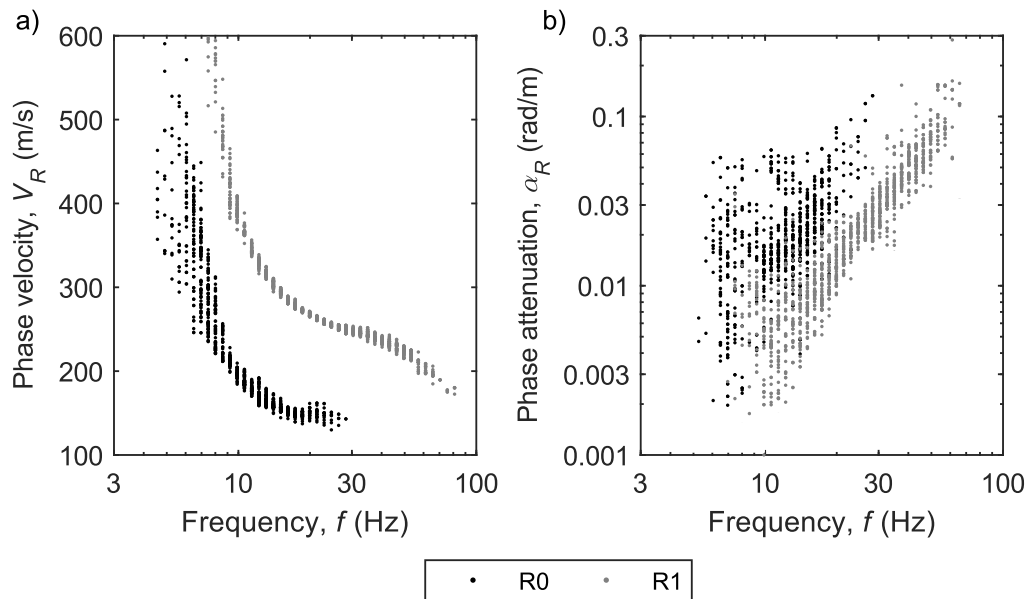 a)
600
500
400
300
200
100
3
10
30
100
Phase velocity, V_R (m/s)
Frequency, f (Hz)
b)
0.3
0.1
0.03
0.01
0.003
0.001
3
10
30
100
Phase attenuation, α_R (rad/m)
Frequency, f (Hz)
R0 R1